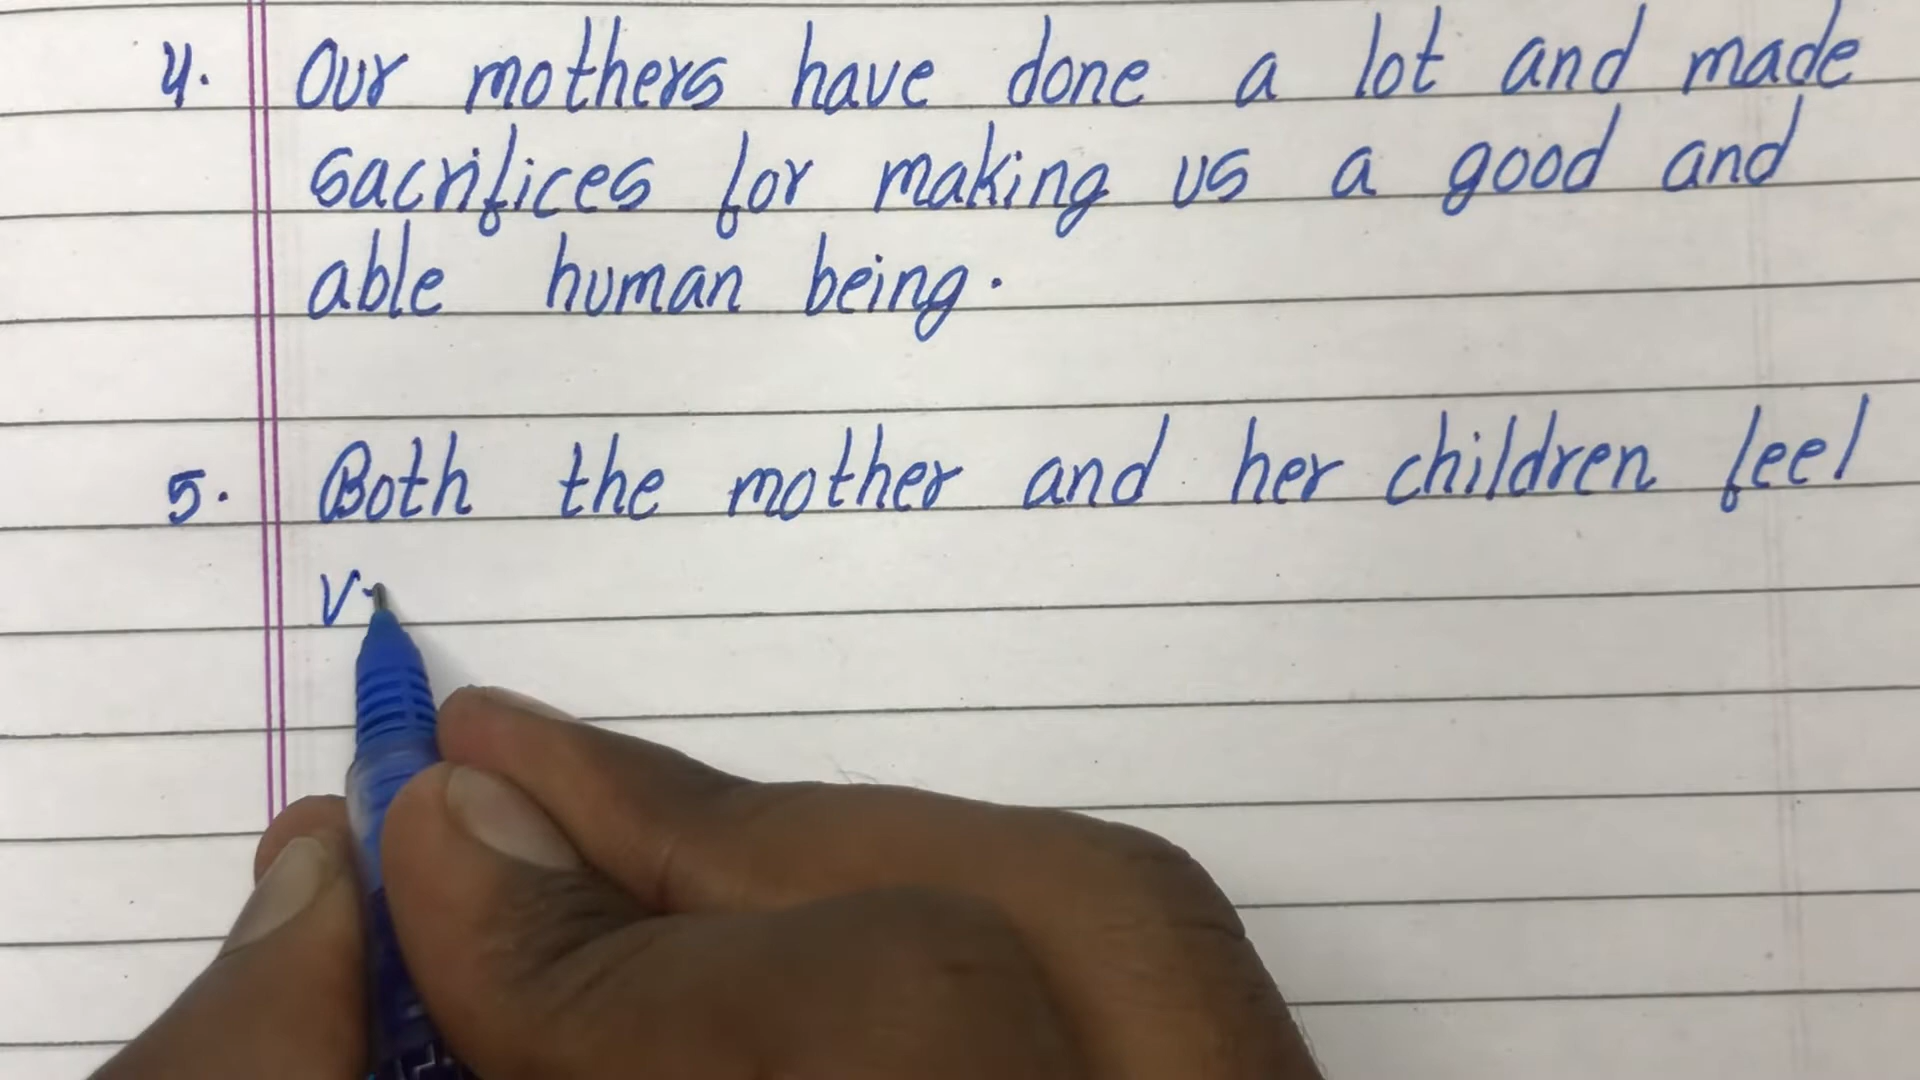 4. Our mothers have done a lot and made
sacrifices for making us a good and
able human being.
5. Both the mother and her children feel
v